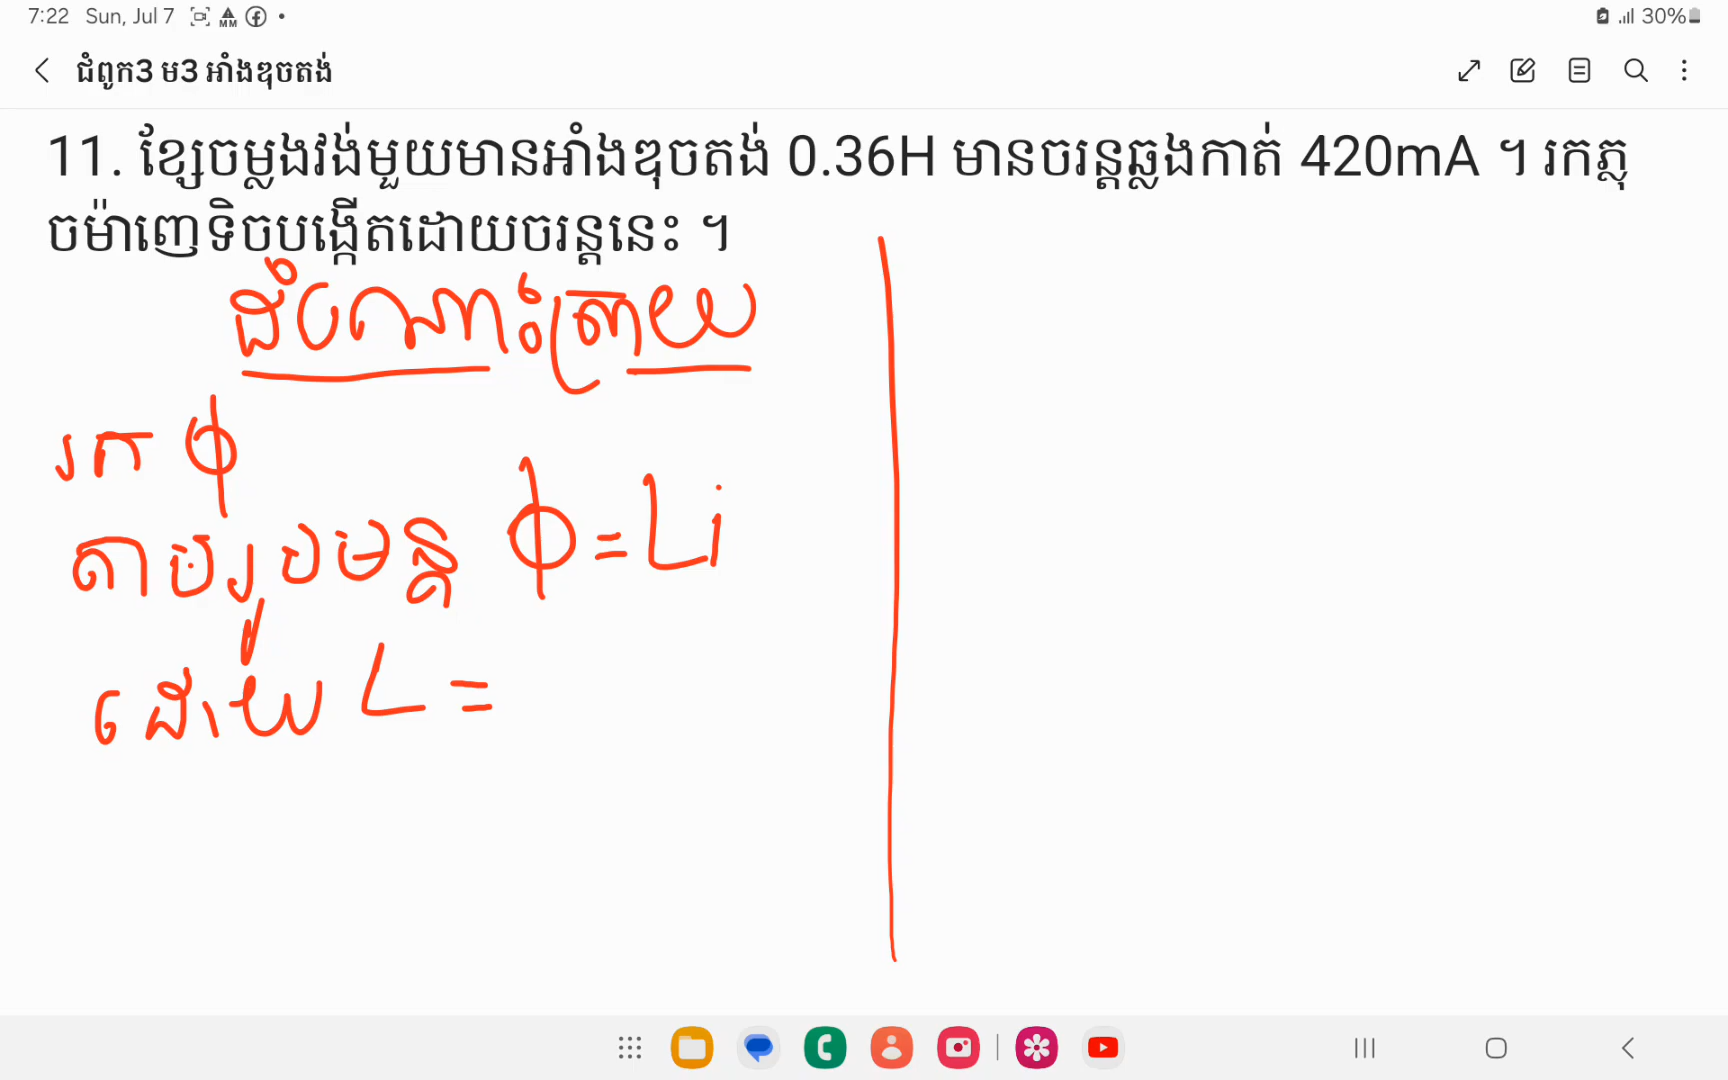 7:22 Sun, Jul 7 30%
ជំពូក3 ម3 អាំងឌុចតង់
11. ខ្សែចម្លងវង់មួយមានអាំងឌុចតង់ 0.36H មានចរន្តឆ្លងកាត់ 420mA ។ រកភ្លុ
ចម៉ាញេទិចបង្កើតដោយចរន្តនេះ ។
ដំណោះស្រាយ
រក ϕ
តាមរូបមន្ត ϕ = Li
ដោយ L =